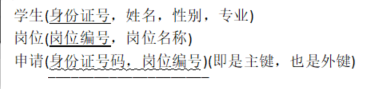 学生(身份证号，姓名，性别，专业)
岗位(岗位编号，岗位名称)
申请(身份证号码，岗位编号)(即是主键，也是外键)